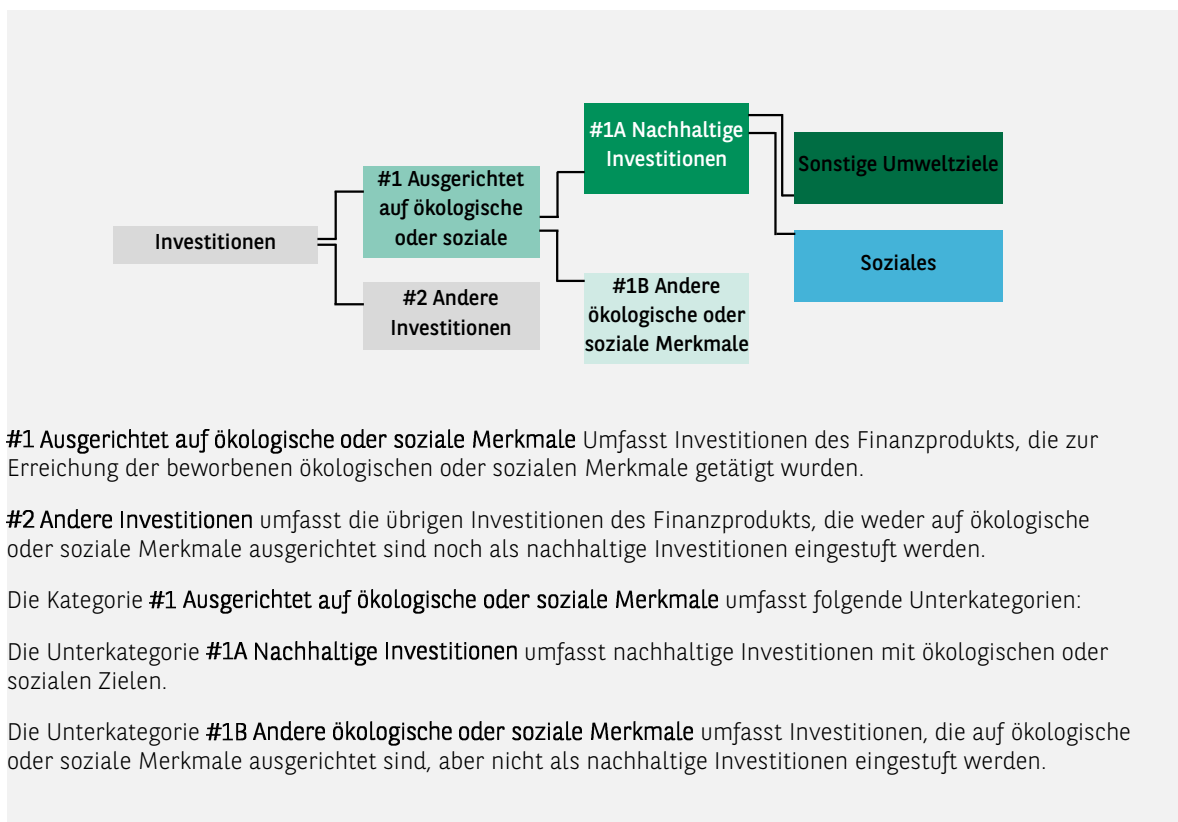 #1A Nachhaltige
Investitionen
Sonstige Umweltziele
#1 Ausgerichtet
auf ökologische
oder soziale
Investitionen
Soziales
#2 Andere
Investitionen
#1B Andere
ökologische oder
soziale Merkmale
#1 Ausgerichtet auf ökologische oder soziale Merkmale Umfasst Investitionen des Finanzprodukts, die zur
Erreichung der beworbenen ökologischen oder sozialen Merkmale getätigt wurden.
#2 Andere Investitionen umfasst die übrigen Investitionen des Finanzprodukts, die weder auf ökologische
oder soziale Merkmale ausgerichtet sind noch als nachhaltige Investitionen eingestuft werden.
Die Kategorie #1 Ausgerichtet auf ökologische oder soziale Merkmale umfasst folgende Unterkategorien:
Die Unterkategorie #1A Nachhaltige Investitionen umfasst nachhaltige Investitionen mit ökologischen oder
sozialen Zielen.
Die Unterkategorie #1B Andere ökologische oder soziale Merkmale umfasst Investitionen, die auf ökologische
oder soziale Merkmale ausgerichtet sind, aber nicht als nachhaltige Investitionen eingestuft werden.